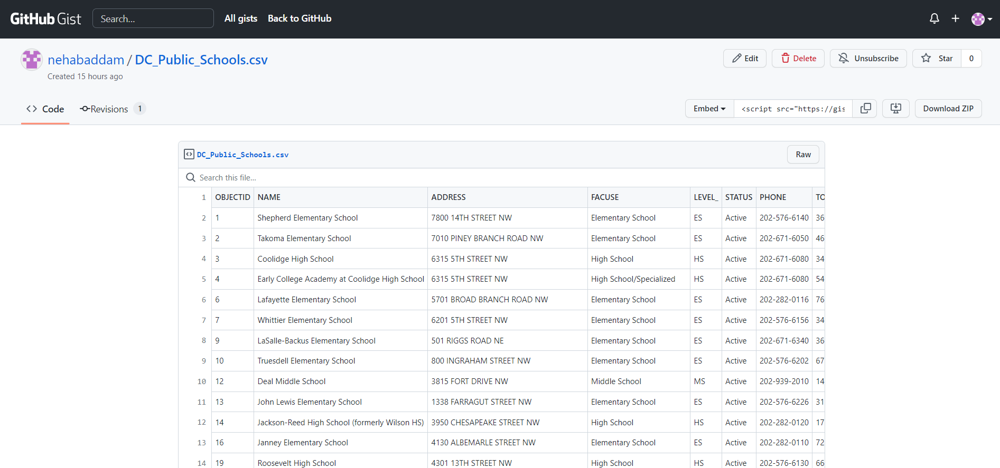 GitHub Gist Search... All gists Back to GitHub
nehabaddam / DC_Public_Schools.csv Edit Delete Unsubscribe Star 0
Created 15 hours ago
Code Revisions 1 Embed <script src="https://gis Download ZIP
DC_Public_Schools.csv Raw
Search this file...
1 OBJECTID NAME ADDRESS FACUSE LEVEL_ STATUS PHONE TO
2 1 Shepherd Elementary School 7800 14TH STREET NW Elementary School ES Active 202-576-6140 36
3 2 Takoma Elementary School 7010 PINEY BRANCH ROAD NW Elementary School ES Active 202-671-6050 46
4 3 Coolidge High School 6315 5TH STREET NW High School HS Active 202-671-6080 34
5 4 Early College Academy at Coolidge High School 6315 5TH STREET NW High School/Specialized HS Active 202-671-6080 54
6 6 Lafayette Elementary School 5701 BROAD BRANCH ROAD NW Elementary School ES Active 202-282-0116 76
7 7 Whittier Elementary School 6201 5TH STREET NW Elementary School ES Active 202-576-6156 34
8 9 LaSalle-Backus Elementary School 501 RIGGS ROAD NE Elementary School ES Active 202-671-6340 36
9 10 Truesdell Elementary School 800 INGRAHAM STREET NW Elementary School ES Active 202-576-6202 67
10 12 Deal Middle School 3815 FORT DRIVE NW Middle School MS Active 202-939-2010 14
11 13 John Lewis Elementary School 1338 FARRAGUT STREET NW Elementary School ES Active 202-576-6226 31
12 14 Jackson-Reed High School (formerly Wilson HS) 3950 CHESAPEAKE STREET NW High School HS Active 202-282-0120 17
13 16 Janney Elementary School 4130 ALBEMARLE STREET NW Elementary School ES Active 202-282-0110 72
14 19 Roosevelt High School 4301 13TH STREET NW High School HS Active 202-576-6130 66